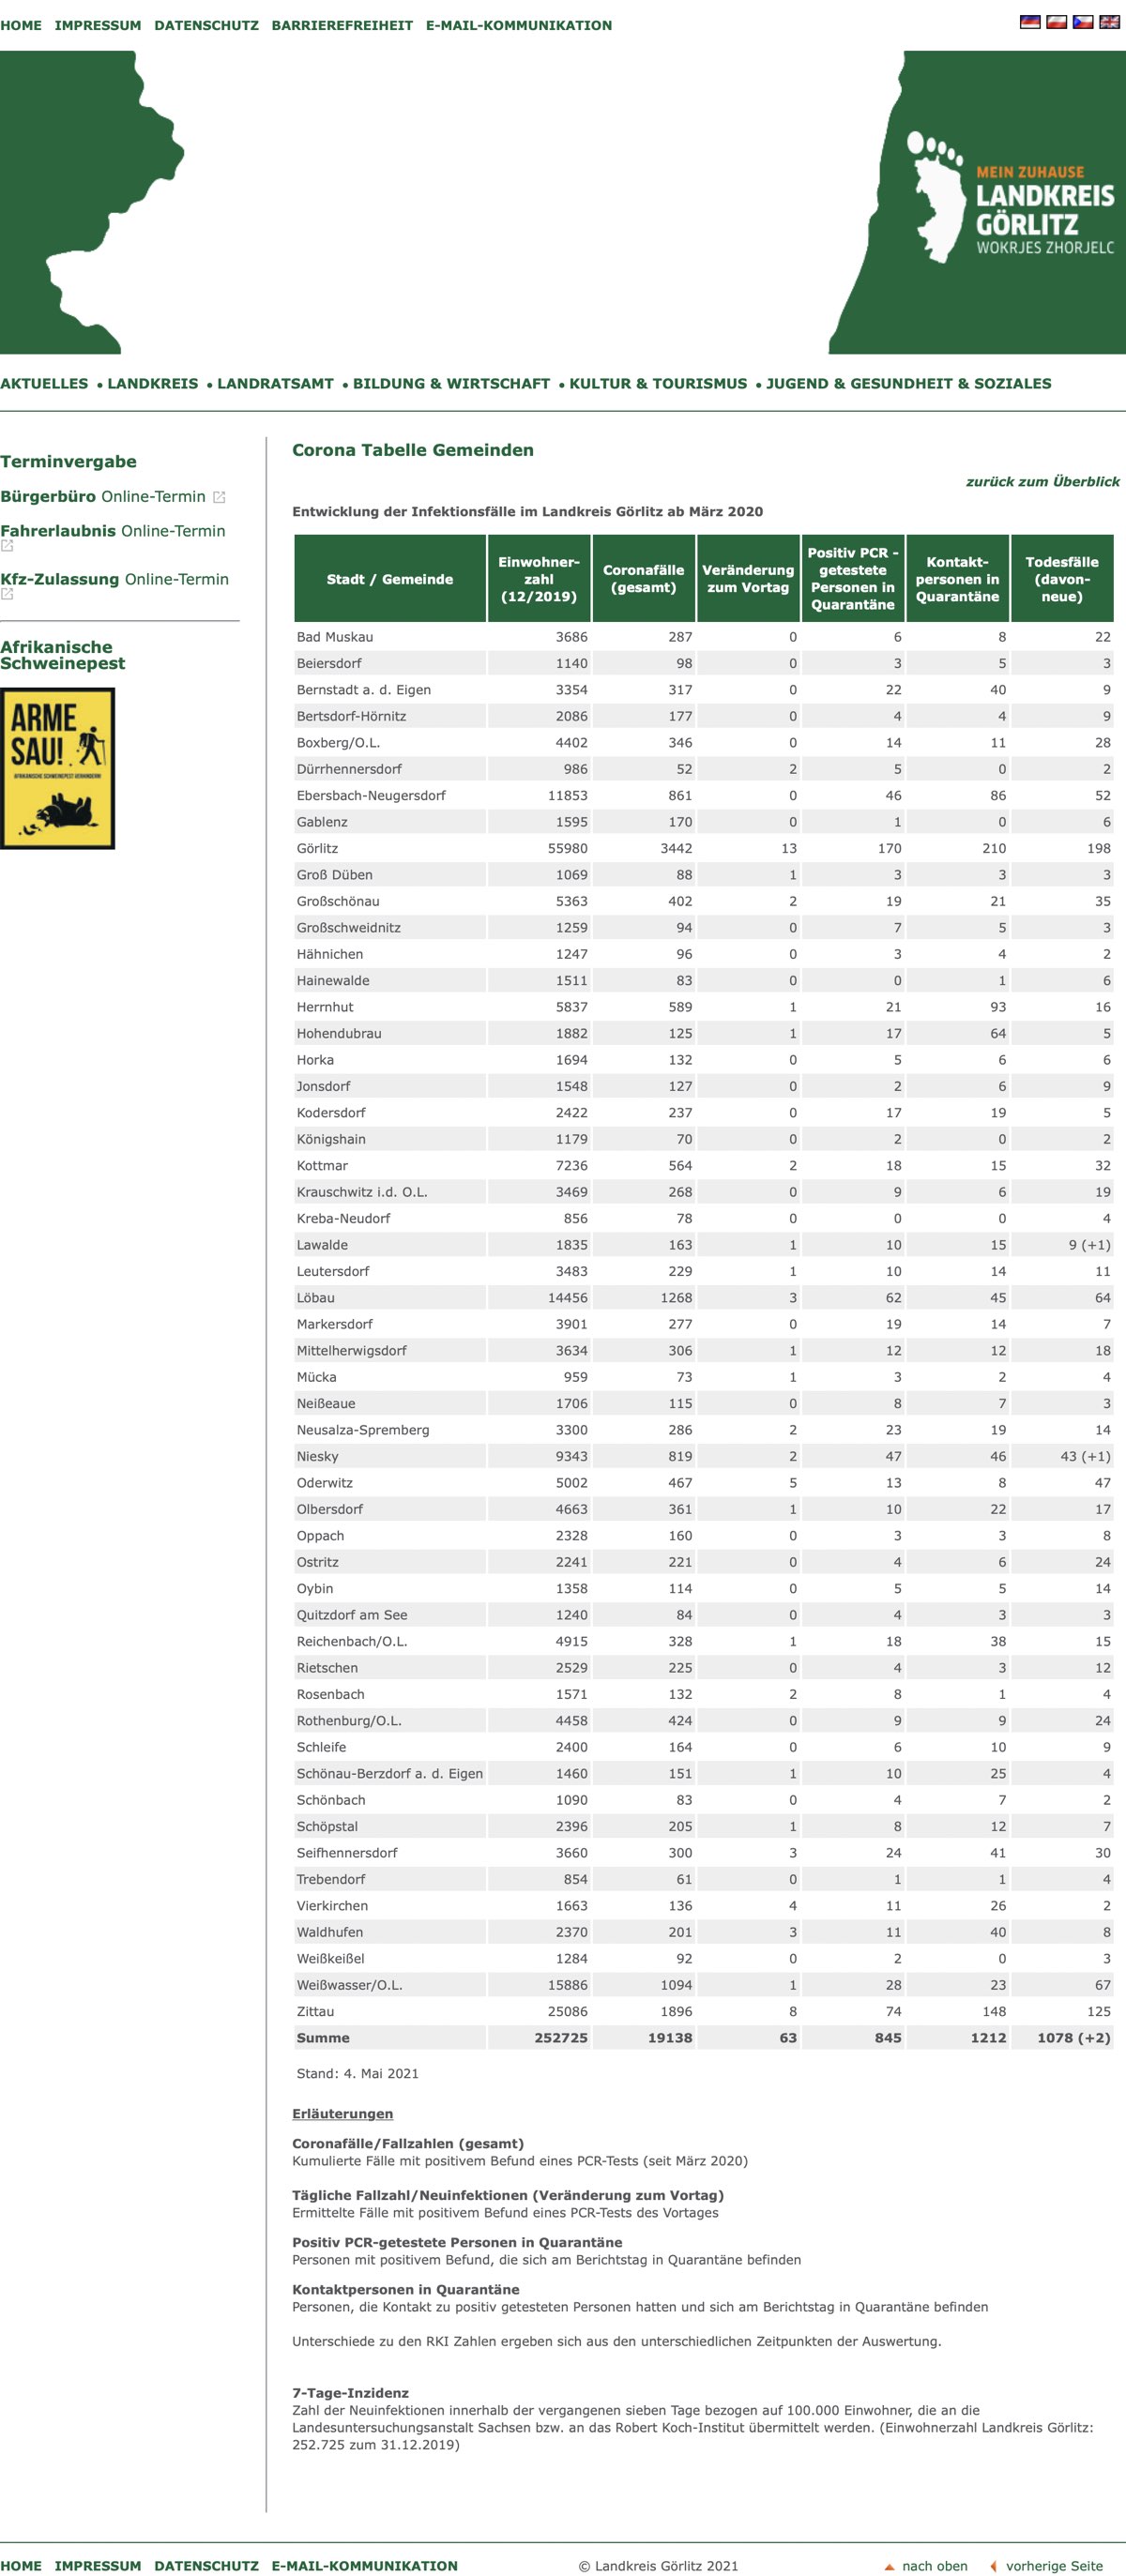 HOME IMPRESSUM DATENSCHUTZ BARRIEREFREIHEIT E-MAIL-KOMMUNIKATION
MEIN ZUHAUSE
LANDKREIS
GÖRLITZ
WOKRJES ZHORJELC
AKTUELLES • LANDKREIS • LANDRATSAMT • BILDUNG & WIRTSCHAFT • KULTUR & TOURISMUS • JUGEND & GESUNDHEIT & SOZIALES
Terminvergabe
Bürgerbüro Online-Termin
Fahrerlaubnis Online-Termin
Kfz-Zulassung Online-Termin
Afrikanische
Schweinepest
ARME
SAU!
AFRIKANISCHE SCHWEINEPEST VERHINDERN!
Corona Tabelle Gemeinden
zurück zum Überblick
Entwicklung der Infektionsfälle im Landkreis Görlitz ab März 2020
Stadt / Gemeinde Einwohner-zahl (12/2019) Coronafälle (gesamt) Veränderung zum Vortag Positiv PCR - getestete Personen in Quarantäne Kontakt-personen in Quarantäne Todesfälle (davon-neue)
Bad Muskau 3686 287 0 6 8 22
Beiersdorf 1140 98 0 3 5 3
Bernstadt a. d. Eigen 3354 317 0 22 40 9
Bertsdorf-Hörnitz 2086 177 0 4 4 9
Boxberg/O.L. 4402 346 0 14 11 28
Dürrhennersdorf 986 52 2 5 0 2
Ebersbach-Neugersdorf 11853 861 0 46 86 52
Gablenz 1595 170 0 1 0 6
Görlitz 55980 3442 13 170 210 198
Groß Düben 1069 88 1 3 3 3
Großschönau 5363 402 2 19 21 35
Großschweidnitz 1259 94 0 7 5 3
Hähnichen 1247 96 0 3 4 2
Hainewalde 1511 83 0 0 1 6
Herrnhut 5837 589 1 21 93 16
Hohendubrau 1882 125 1 17 64 5
Horka 1694 132 0 5 6 6
Jonsdorf 1548 127 0 2 6 9
Kodersdorf 2422 237 0 17 19 5
Königshain 1179 70 0 2 0 2
Kottmar 7236 564 2 18 15 32
Krauschwitz i.d. O.L. 3469 268 0 9 6 19
Kreba-Neudorf 856 78 0 0 0 4
Lawalde 1835 163 1 10 15 9 (+1)
Leutersdorf 3483 229 1 10 14 11
Löbau 14456 1268 3 62 45 64
Markersdorf 3901 277 0 19 14 7
Mittelherwigsdorf 3634 306 1 12 12 18
Mücka 959 73 1 3 2 4
Neißeaue 1706 115 0 8 7 3
Neusalza-Spremberg 3300 286 2 23 19 14
Niesky 9343 819 2 47 46 43 (+1)
Oderwitz 5002 467 5 13 8 47
Olbersdorf 4663 361 1 10 22 17
Oppach 2328 160 0 3 3 8
Ostritz 2241 221 0 4 6 24
Oybin 1358 114 0 5 5 14
Quitzdorf am See 1240 84 0 4 3 3
Reichenbach/O.L. 4915 328 1 18 38 15
Rietschen 2529 225 0 4 3 12
Rosenbach 1571 132 2 8 1 4
Rothenburg/O.L. 4458 424 0 9 9 24
Schleife 2400 164 0 6 10 9
Schönau-Berzdorf a. d. Eigen 1460 151 1 10 25 4
Schönbach 1090 83 0 4 7 2
Schöpstal 2396 205 1 8 12 7
Seifhennersdorf 3660 300 3 24 41 30
Trebendorf 854 61 0 1 1 4
Vierkirchen 1663 136 4 11 26 2
Waldhufen 2370 201 3 11 40 8
Weißkeißel 1284 92 0 2 0 3
Weißwasser/O.L. 15886 1094 1 28 23 67
Zittau 25086 1896 8 74 148 125
Summe 252725 19138 63 845 1212 1078 (+2)
Stand: 4. Mai 2021
Erläuterungen
Coronafälle/Fallzahlen (gesamt)
Kumulierte Fälle mit positivem Befund eines PCR-Tests (seit März 2020)
Tägliche Fallzahl/Neuinfektionen (Veränderung zum Vortag)
Ermittelte Fälle mit positivem Befund eines PCR-Tests des Vortages
Positiv PCR-getestete Personen in Quarantäne
Personen mit positivem Befund, die sich am Berichtstag in Quarantäne befinden
Kontaktpersonen in Quarantäne
Personen, die Kontakt zu positiv getesteten Personen hatten und sich am Berichtstag in Quarantäne befinden
Unterschiede zu den RKI Zahlen ergeben sich aus den unterschiedlichen Zeitpunkten der Auswertung.
7-Tage-Inzidenz
Zahl der Neuinfektionen innerhalb der vergangenen sieben Tage bezogen auf 100.000 Einwohner, die an die
Landesuntersuchungsanstalt Sachsen bzw. an das Robert Koch-Institut übermittelt werden. (Einwohnerzahl Landkreis Görlitz:
252.725 zum 31.12.2019)
HOME IMPRESSUM DATENSCHUTZ E-MAIL-KOMMUNIKATION © Landkreis Görlitz 2021 nach oben vorherige Seite